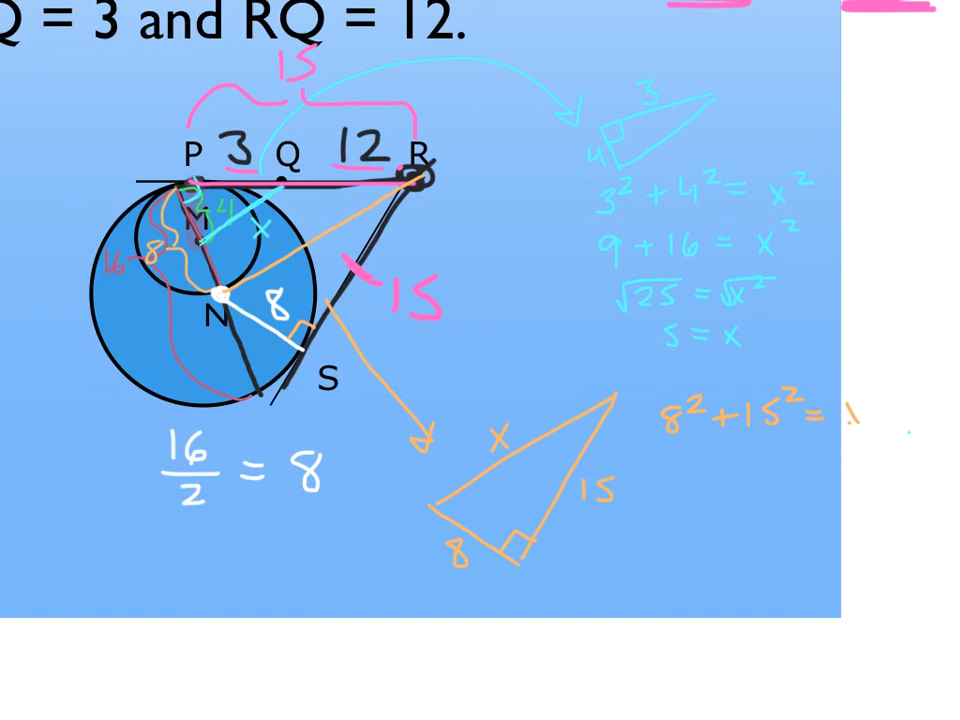 Q = 3 and RQ = 12.
15
P 3 Q 12 R
3
4
M 4 x
16 8
N 8
15
S
3² + 4² = x²
9 + 16 = x²
√25 = √x²
5 = x
16/2 = 8
x
15
8
8² + 15² =